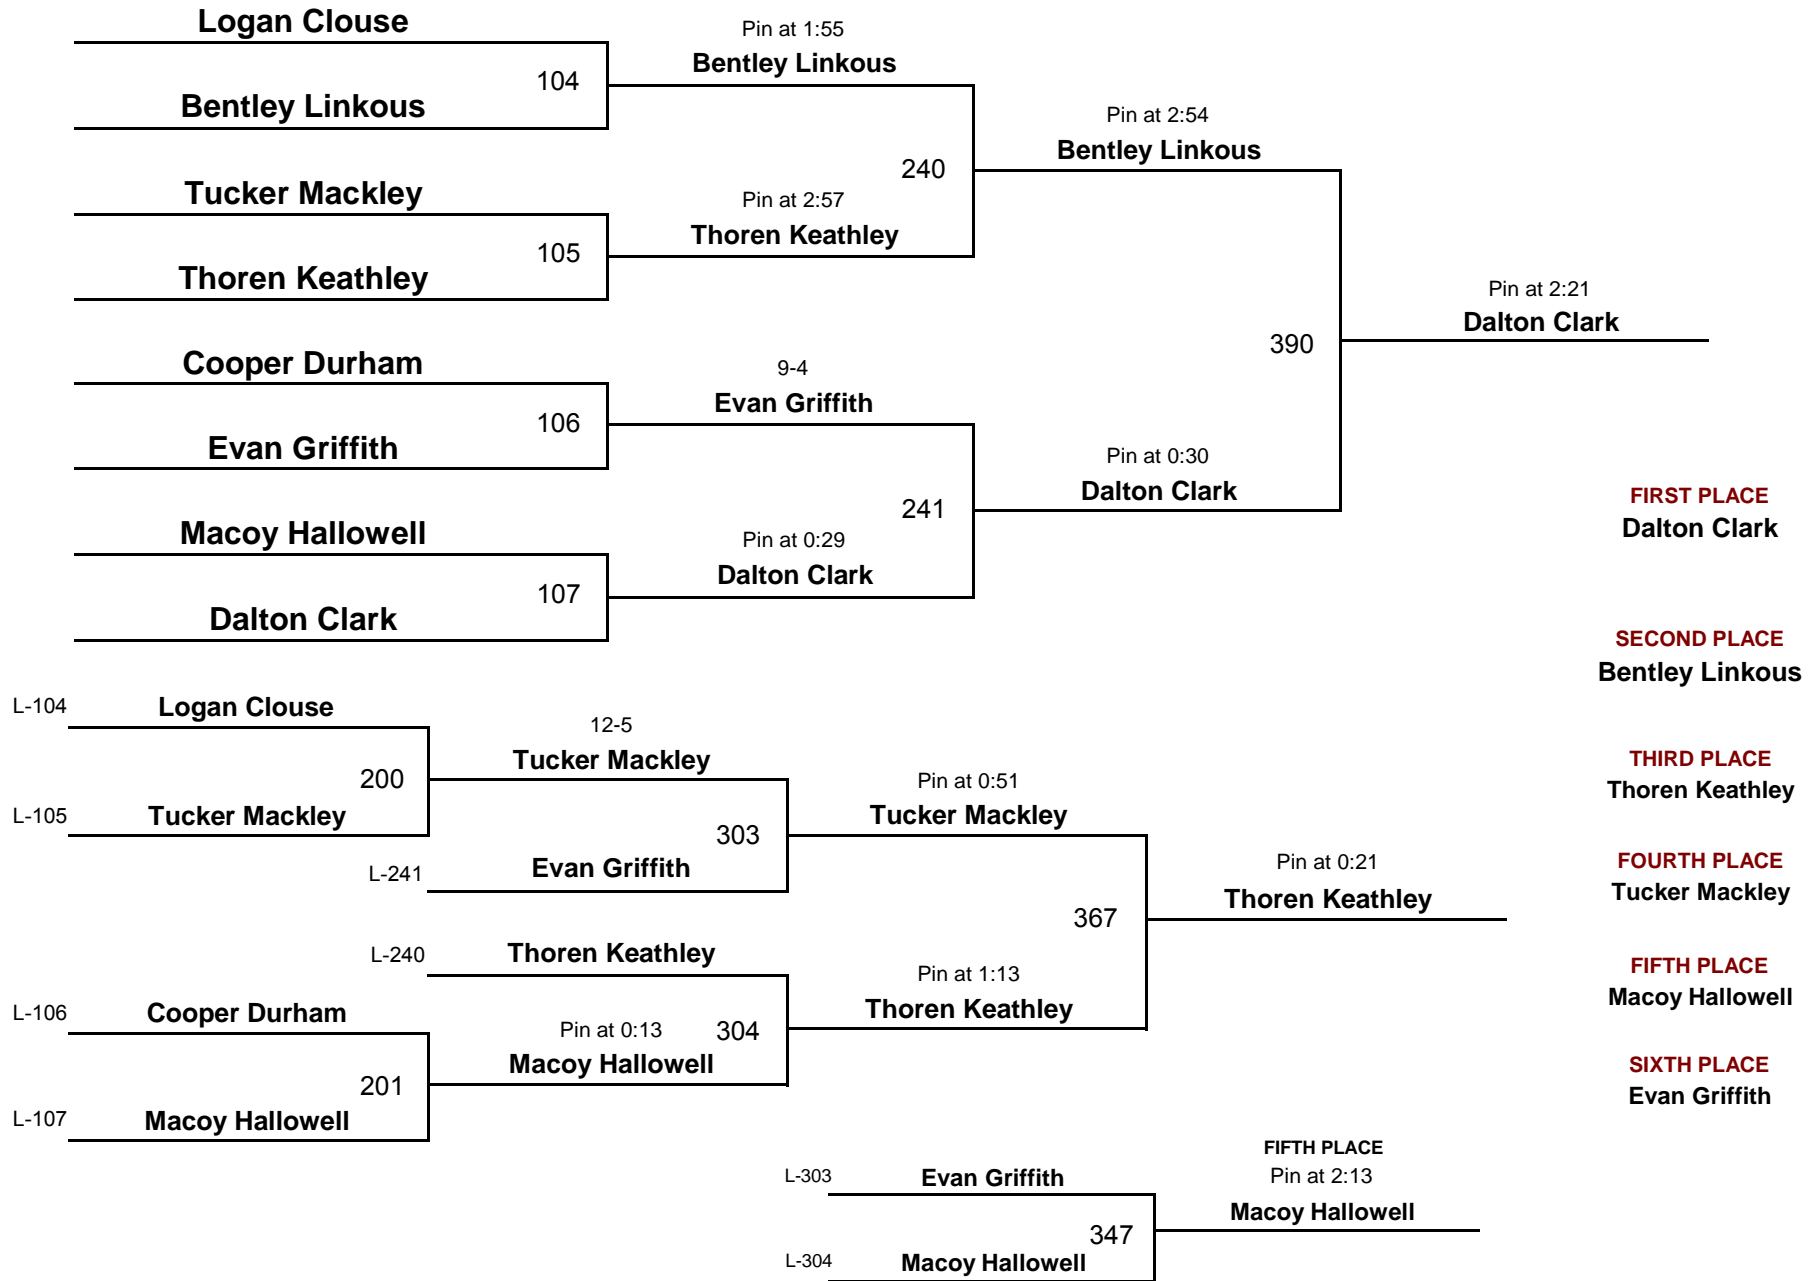 Logan Clouse
Pin at 1:55
Bentley Linkous
104
Bentley Linkous
Pin at 2:54
Bentley Linkous
240
Tucker Mackley
Pin at 2:57
Thoren Keathley
105
Thoren Keathley
Pin at 2:21
Dalton Clark
390
Cooper Durham
9-4
Evan Griffith
106
Evan Griffith
Pin at 0:30
Dalton Clark
241
Macoy Hallowell
Pin at 0:29
Dalton Clark
107
Dalton Clark
FIRST PLACE
Dalton Clark
SECOND PLACE
Bentley Linkous
THIRD PLACE
Thoren Keathley
FOURTH PLACE
Tucker Mackley
FIFTH PLACE
Macoy Hallowell
SIXTH PLACE
Evan Griffith
L-104 Logan Clouse
12-5
Tucker Mackley
200
L-105 Tucker Mackley
Pin at 0:51
Tucker Mackley
303
L-241 Evan Griffith
Pin at 0:21
Thoren Keathley
367
L-240 Thoren Keathley
Pin at 1:13
Thoren Keathley
L-106 Cooper Durham
Pin at 0:13 304
Macoy Hallowell
201
L-107 Macoy Hallowell
FIFTH PLACE
L-303 Evan Griffith
Pin at 2:13
Macoy Hallowell
347
L-304 Macoy Hallowell